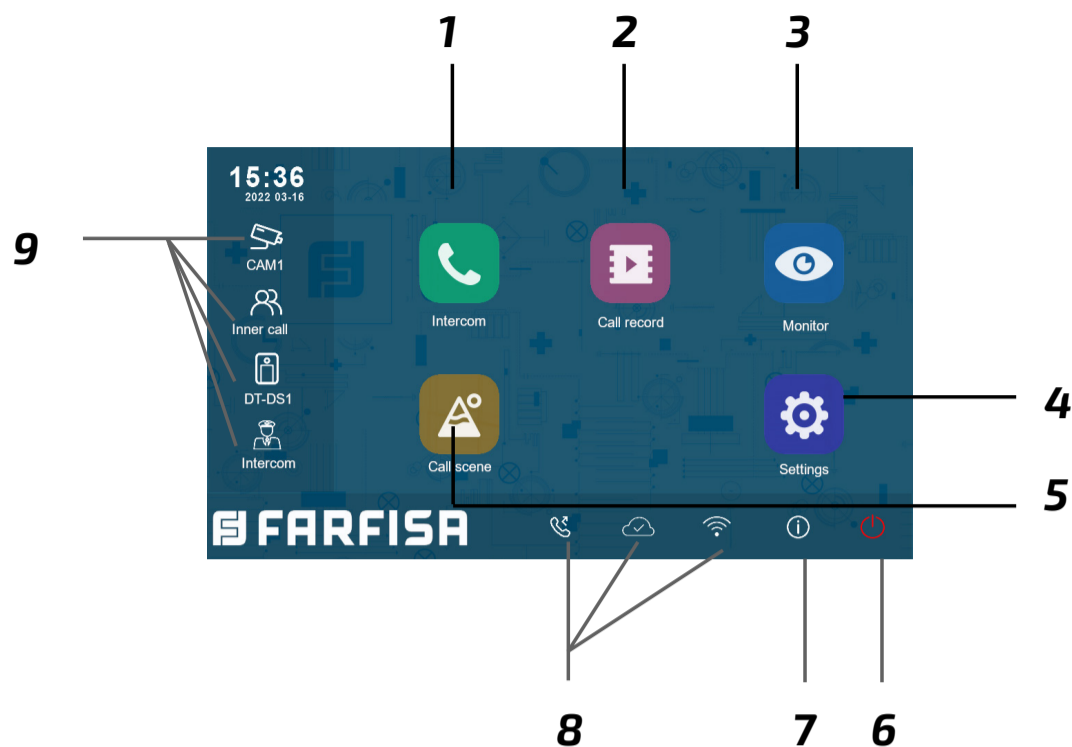 1
2
3
15:36
2022 03-16
9
CAM1
Intercom
Call record
Monitor
Inner call
DT-DS1
4
Intercom
Call scene
Settings
5
FARFISA
8
7
6